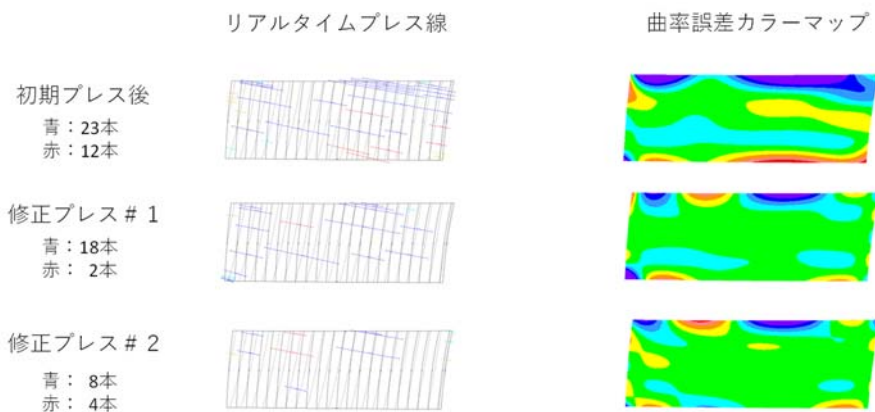 リアルタイムプレス線
曲率誤差カラーマップ
初期プレス後
青：23本
赤：12本
修正プレス＃１
青：18本
赤： 2本
修正プレス＃２
青： 8本
赤： 4本